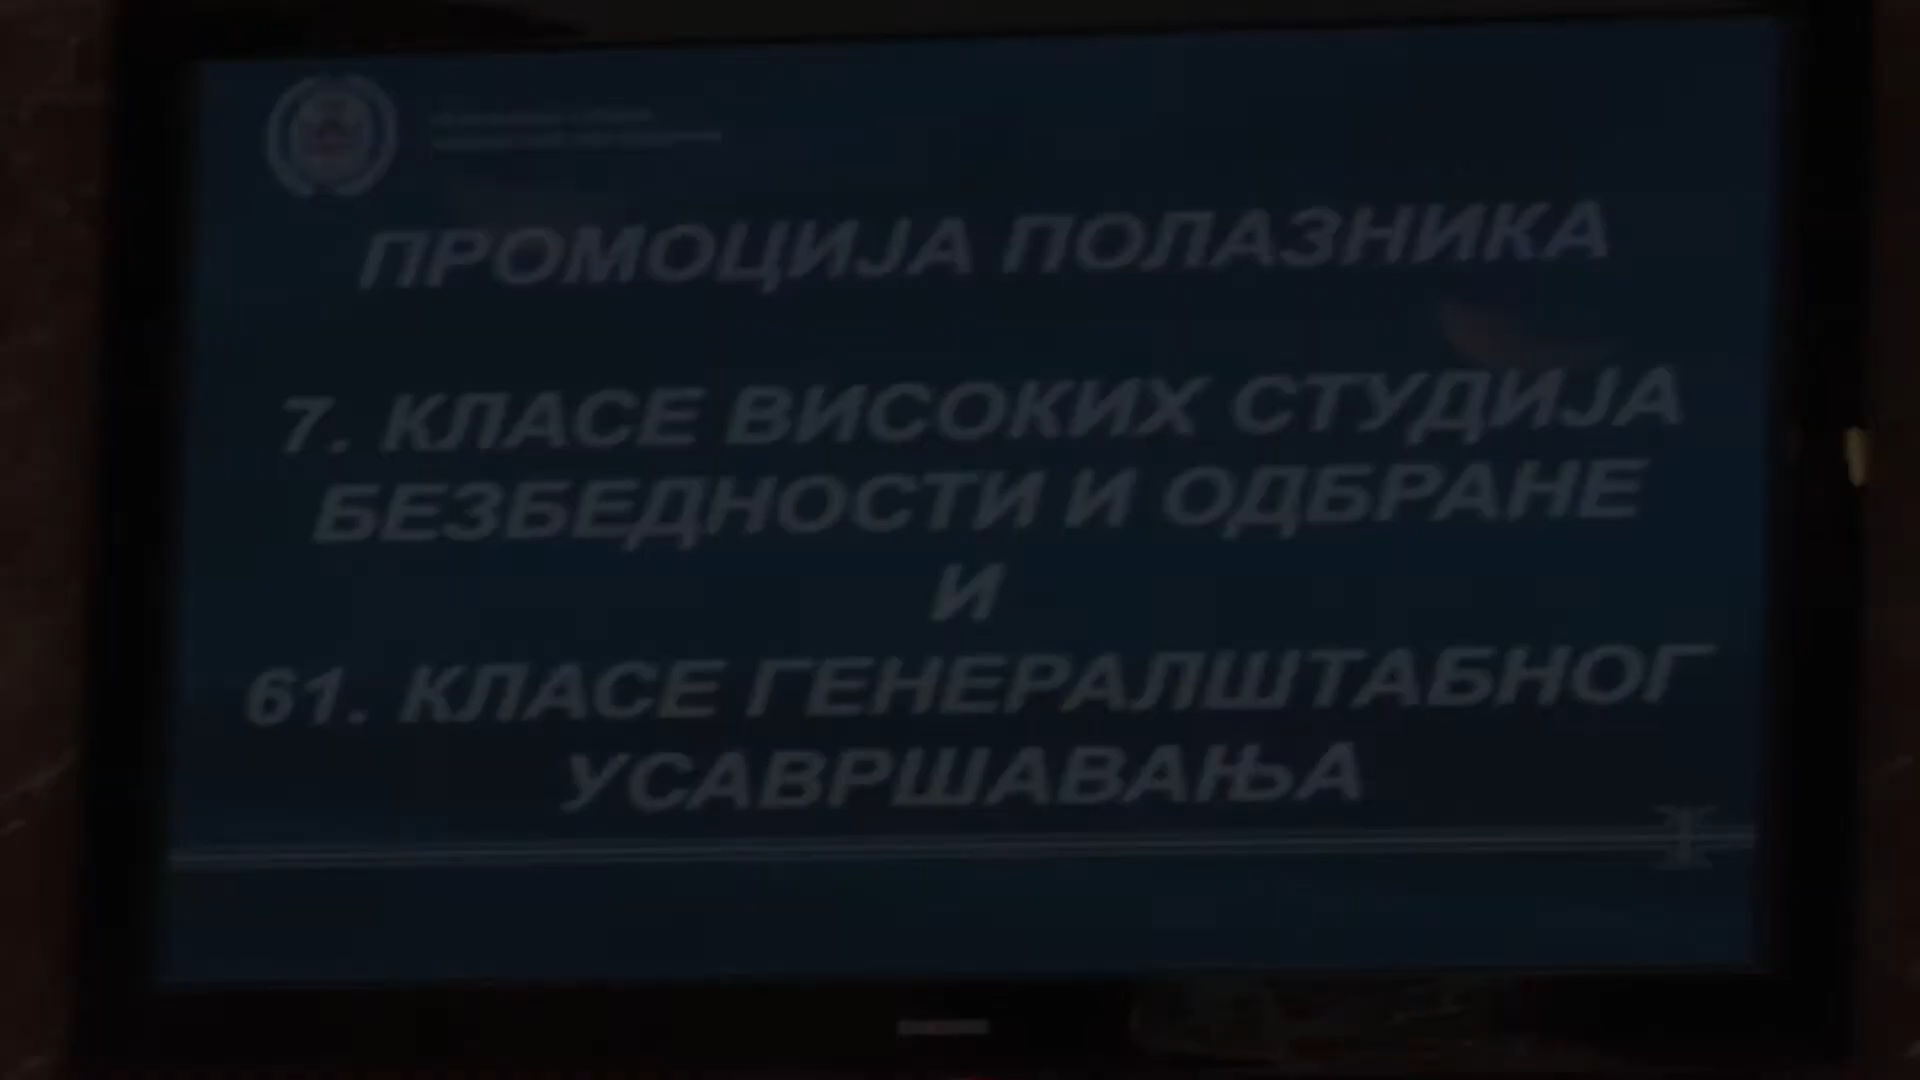 ПРОМОЦИЈА ПОЛАЗНИКА
7. КЛАСЕ ВИСОКИХ СТУДИЈА
БЕЗБЕДНОСТИ И ОДБРАНЕ
И
61. КЛАСЕ ГЕНЕРАЛШТАБНОГ
УСАВРШАВАЊА